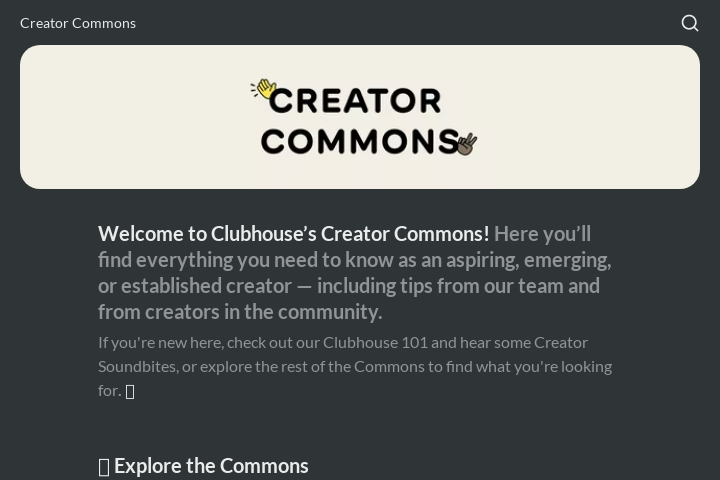 Creator Commons
CREATOR
COMMONS
Welcome to Clubhouse’s Creator Commons! Here you’ll
find everything you need to know as an aspiring, emerging,
or established creator — including tips from our team and
from creators in the community.
If you're new here, check out our Clubhouse 101 and hear some Creator
Soundbites, or explore the rest of the Commons to find what you're looking
for.
Explore the Commons